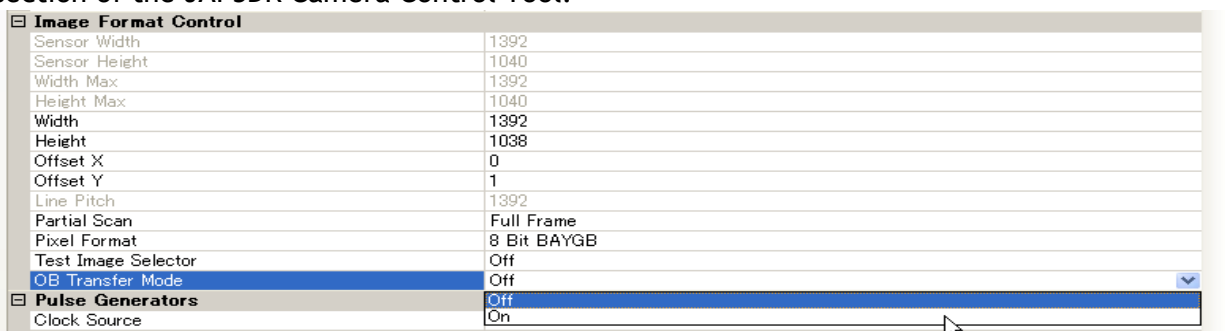 section of the JAI SDK Camera Control Tool.
Image Format Control
Sensor Width 1392
Sensor Height 1040
Width Max 1392
Height Max 1040
Width 1392
Height 1038
Offset X 0
Offset Y 1
Line Pitch 1392
Partial Scan Full Frame
Pixel Format 8 Bit BAYGB
Test Image Selector Off
OB Transfer Mode Off
Pulse Generators Off
Clock Source On